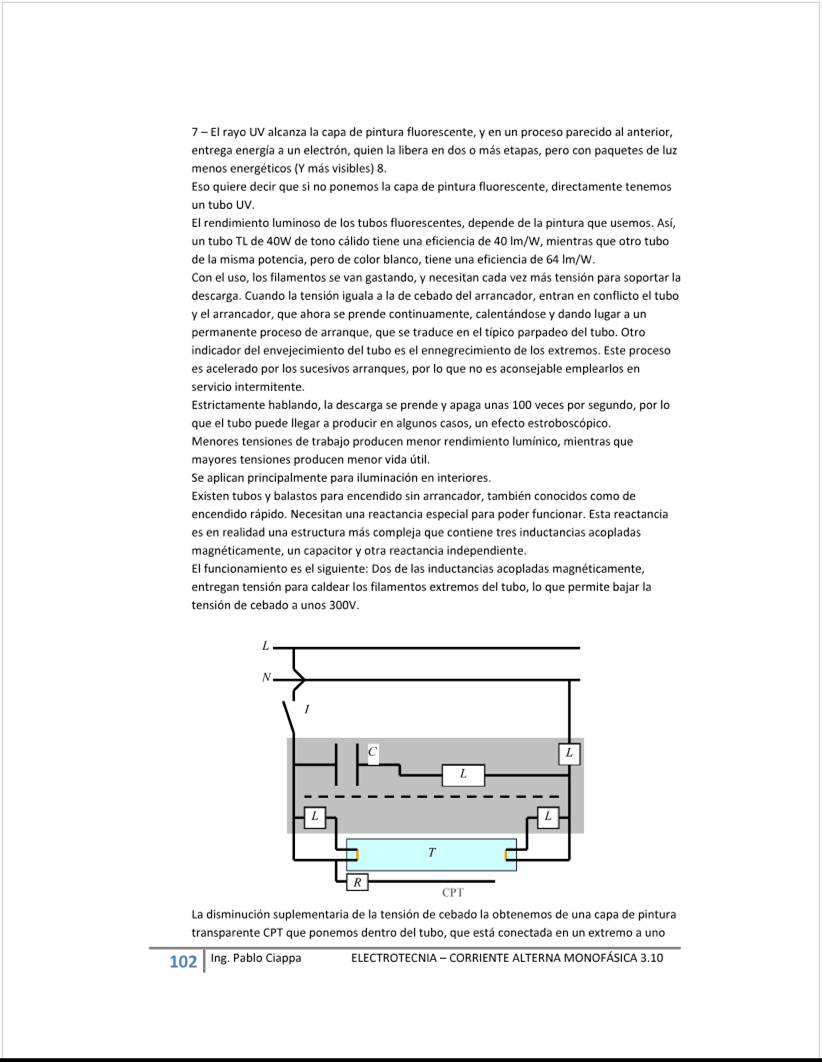 7 – El rayo UV alcanza la capa de pintura fluorescente, y en un proceso parecido al anterior,
entrega energía a un electrón, quien la libera en dos o más etapas, pero con paquetes de luz
menos energéticos (Y más visibles) 8.
Eso quiere decir que si no ponemos la capa de pintura fluorescente, directamente tenemos
un tubo UV.
El rendimiento luminoso de los tubos fluorescentes, depende de la pintura que usemos. Así,
un tubo TL de 40W de tono cálido tiene una eficiencia de 40 lm/W, mientras que otro tubo
de la misma potencia, pero de color blanco, tiene una eficiencia de 64 lm/W.
Con el uso, los filamentos se van gastando, y necesitan cada vez más tensión para soportar la
descarga. Cuando la tensión iguala a la de cebado del arrancador, entran en conflicto el tubo
y el arrancador, que ahora se prende continuamente, calentándose y dando lugar a un
permanente proceso de arranque, que se traduce en el típico parpadeo del tubo. Otro
indicador del envejecimiento del tubo es el ennegrecimiento de los extremos. Este proceso
es acelerado por los sucesivos arranques, por lo que no es aconsejable emplearlos en
servicio intermitente.
Estrictamente hablando, la descarga se prende y apaga unas 100 veces por segundo, por lo
que el tubo puede llegar a producir en algunos casos, un efecto estroboscópico.
Menores tensiones de trabajo producen menor rendimiento lumínico, mientras que
mayores tensiones producen menor vida útil.
Se aplican principalmente para iluminación en interiores.
Existen tubos y balastos para encendido sin arrancador, también conocidos como de
encendido rápido. Necesitan una reactancia especial para poder funcionar. Esta reactancia
es en realidad una estructura más compleja que contiene tres inductancias acopladas
magnéticamente, un capacitor y otra reactancia independiente.
El funcionamiento es el siguiente: Dos de las inductancias acopladas magnéticamente,
entregan tensión para caldear los filamentos extremos del tubo, lo que permite bajar la
tensión de cebado a unos 300V.
L
N
I
C
L
L
L
L
T
R
CPT
La disminución suplementaria de la tensión de cebado la obtenemos de una capa de pintura
transparente CPT que ponemos dentro del tubo, que está conectada en un extremo a uno
102 Ing. Pablo Ciappa ELECTROTECNIA – CORRIENTE ALTERNA MONOFÁSICA 3.10